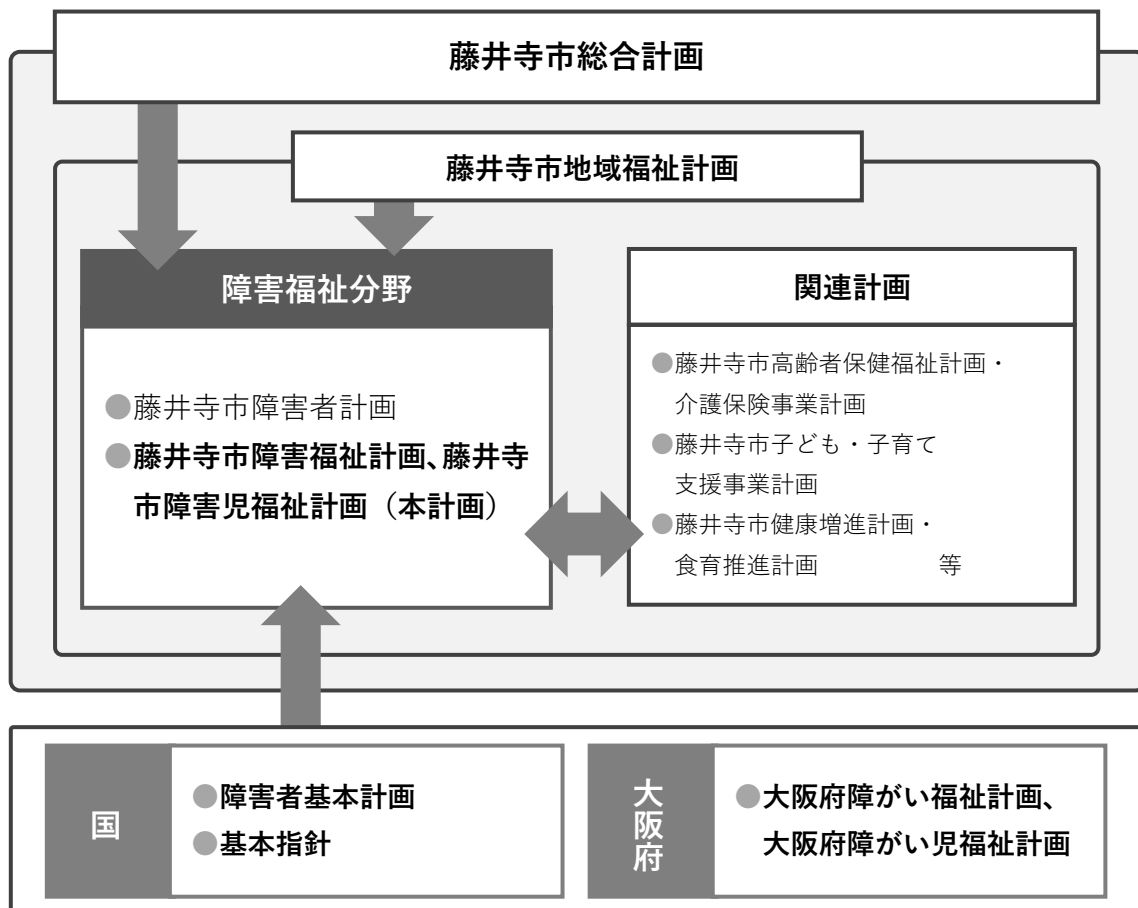 藤井寺市総合計画
藤井寺市地域福祉計画
障害福祉分野
●藤井寺市障害者計画
●藤井寺市障害福祉計画、藤井寺
市障害児福祉計画（本計画）
関連計画
●藤井寺市高齢者保健福祉計画・
介護保険事業計画
●藤井寺市子ども・子育て
支援事業計画
●藤井寺市健康増進計画・
食育推進計画　等
国
●障害者基本計画
●基本指針
大阪府
●大阪府障がい福祉計画、
大阪府障がい児福祉計画